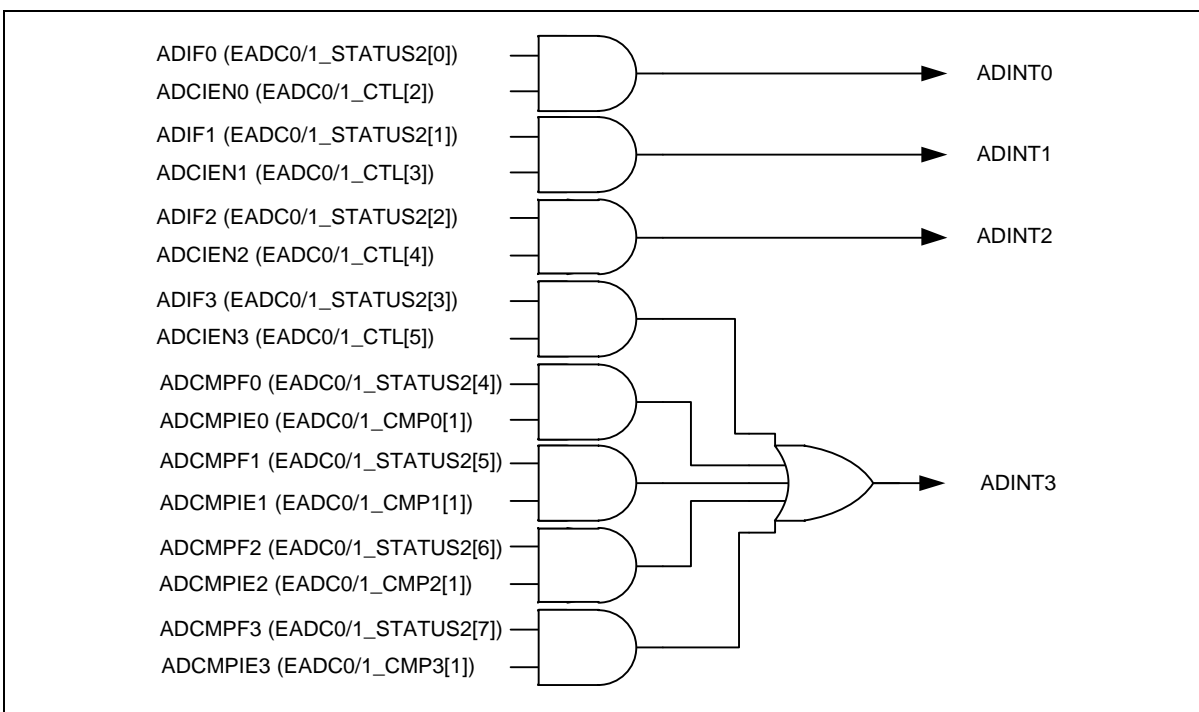 ADIF0 (EADC0/1_STATUS2[0])
ADINT0
ADCIEN0 (EADC0/1_CTL[2])
ADIF1 (EADC0/1_STATUS2[1])
ADINT1
ADCIEN1 (EADC0/1_CTL[3])
ADIF2 (EADC0/1_STATUS2[2])
ADINT2
ADCIEN2 (EADC0/1_CTL[4])
ADIF3 (EADC0/1_STATUS2[3])
ADCIEN3 (EADC0/1_CTL[5])
ADCMPF0 (EADC0/1_STATUS2[4])
ADCMPIE0 (EADC0/1_CMP0[1])
ADCMPF1 (EADC0/1_STATUS2[5])
ADINT3
ADCMPIE1 (EADC0/1_CMP1[1])
ADCMPF2 (EADC0/1_STATUS2[6])
ADCMPIE2 (EADC0/1_CMP2[1])
ADCMPF3 (EADC0/1_STATUS2[7])
ADCMPIE3 (EADC0/1_CMP3[1])